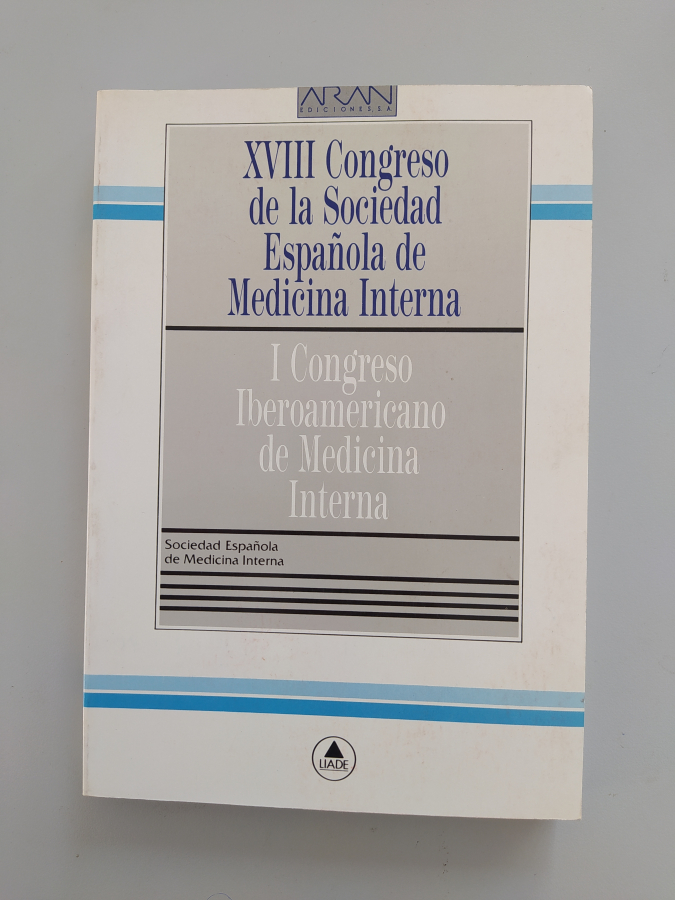 ARAN
EDICIONES, S.A.
XVIII Congreso
de la Sociedad
Española de
Medicina Interna
I Congreso
Iberoamericano
de Medicina
Interna
Sociedad Española
de Medicina Interna
LIADE